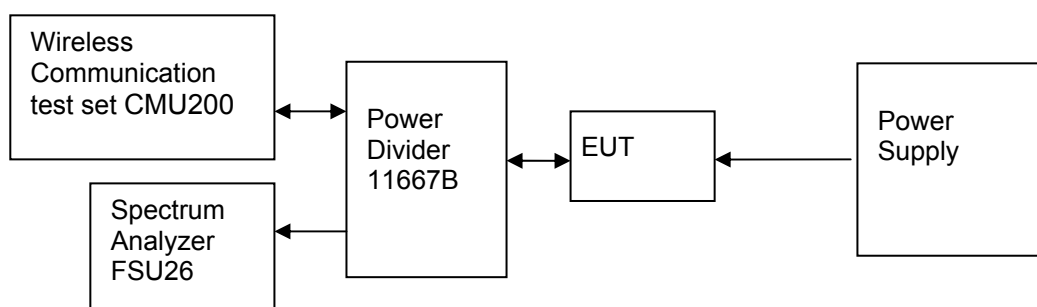 Wireless
Communication
test set CMU200
Power
Divider
11667B
EUT
Power
Supply
Spectrum
Analyzer
FSU26